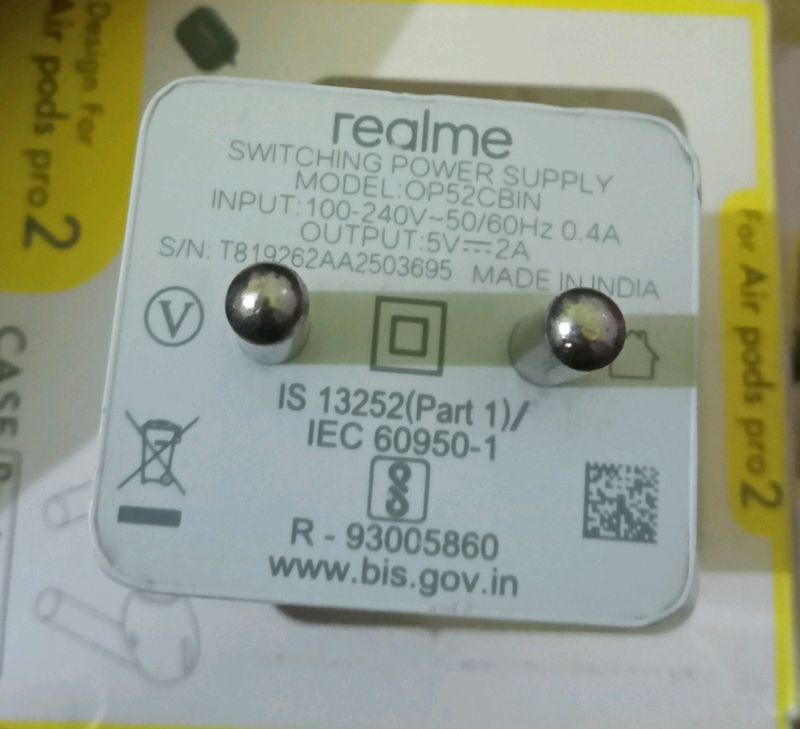 realme
SWITCHING POWER SUPPLY
MODEL:OP52CBIN
INPUT:100-240V~50/60Hz 0.4A
OUTPUT:5V⎓2A
S/N: T819262AA2503695 MADE IN INDIA
V
IS 13252(Part 1)/
IEC 60950-1
R - 93005860
www.bis.gov.in
Design For
Air pods pro 2
CASE
For Air pods pro 2